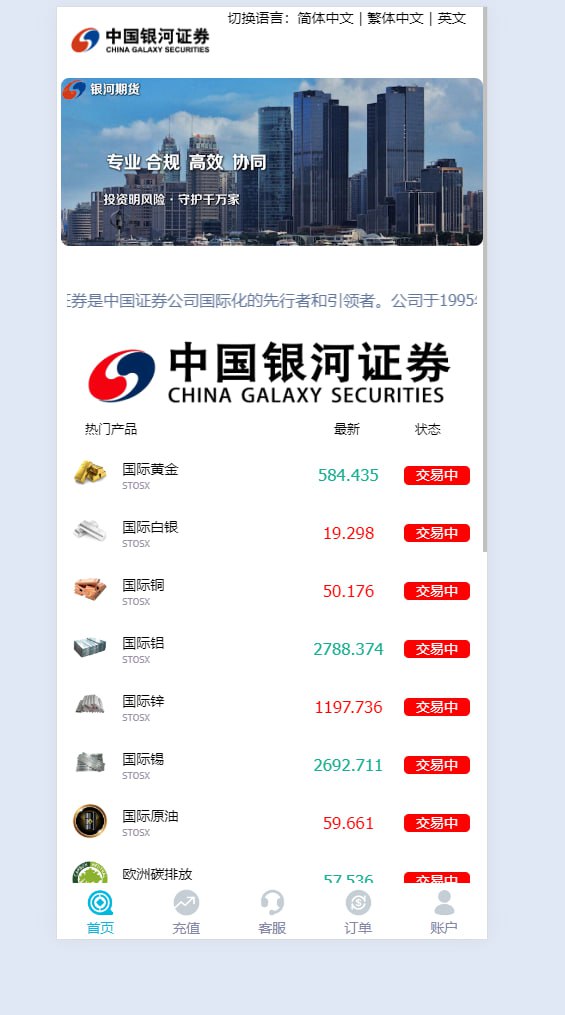 切换语言：简体中文 | 繁体中文 | 英文
中国银河证券
CHINA GALAXY SECURITIES
银河期货
专业 合规 高效 协同
投资明风险 · 守护千万家
证券是中国证券公司国际化的先行者和引领者。公司于1995年
中国银河证券
CHINA GALAXY SECURITIES
热门产品 最新 状态
国际黄金 584.435 交易中
STOSX
国际白银 19.298 交易中
STOSX
国际铜 50.176 交易中
STOSX
国际铝 2788.374 交易中
STOSX
国际锌 1197.736 交易中
STOSX
国际锡 2692.711 交易中
STOSX
国际原油 59.661 交易中
STOSX
欧洲碳排放 57.536 交易中
首页 充值 客服 订单 账户